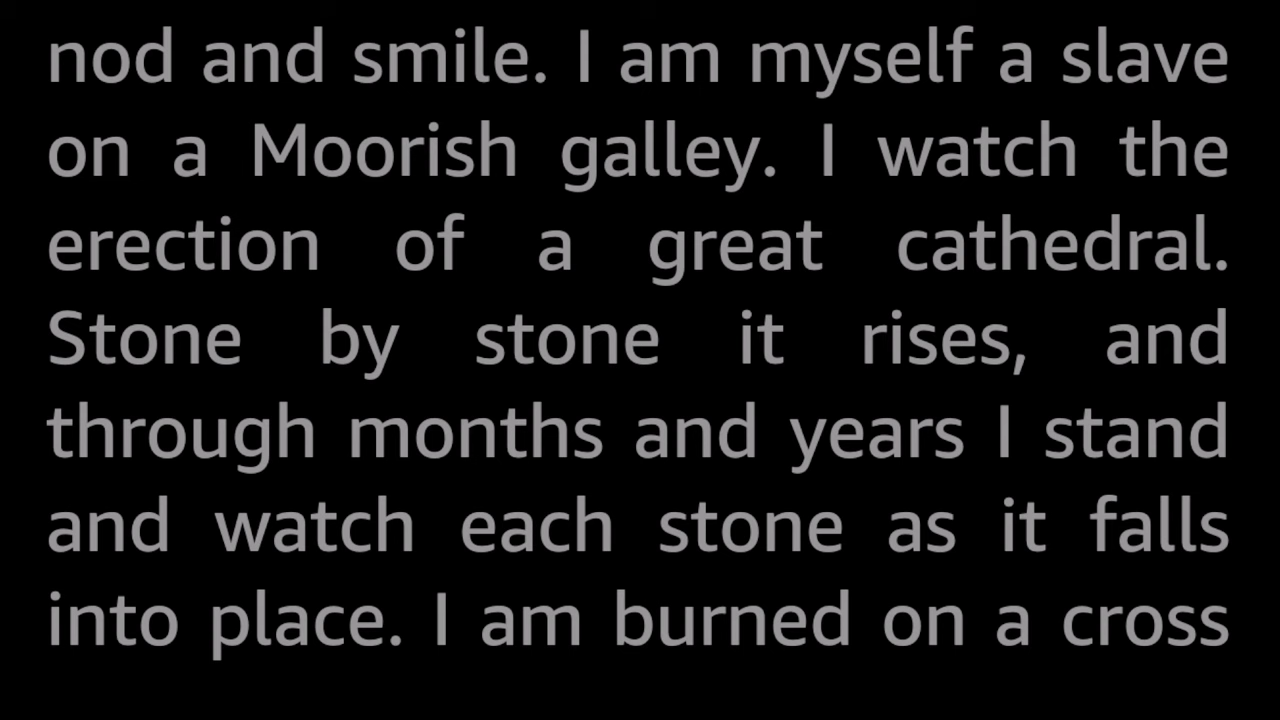 nod and smile. I am myself a slave
on a Moorish galley. I watch the
erection of a great cathedral.
Stone by stone it rises, and
through months and years I stand
and watch each stone as it falls
into place. I am burned on a cross